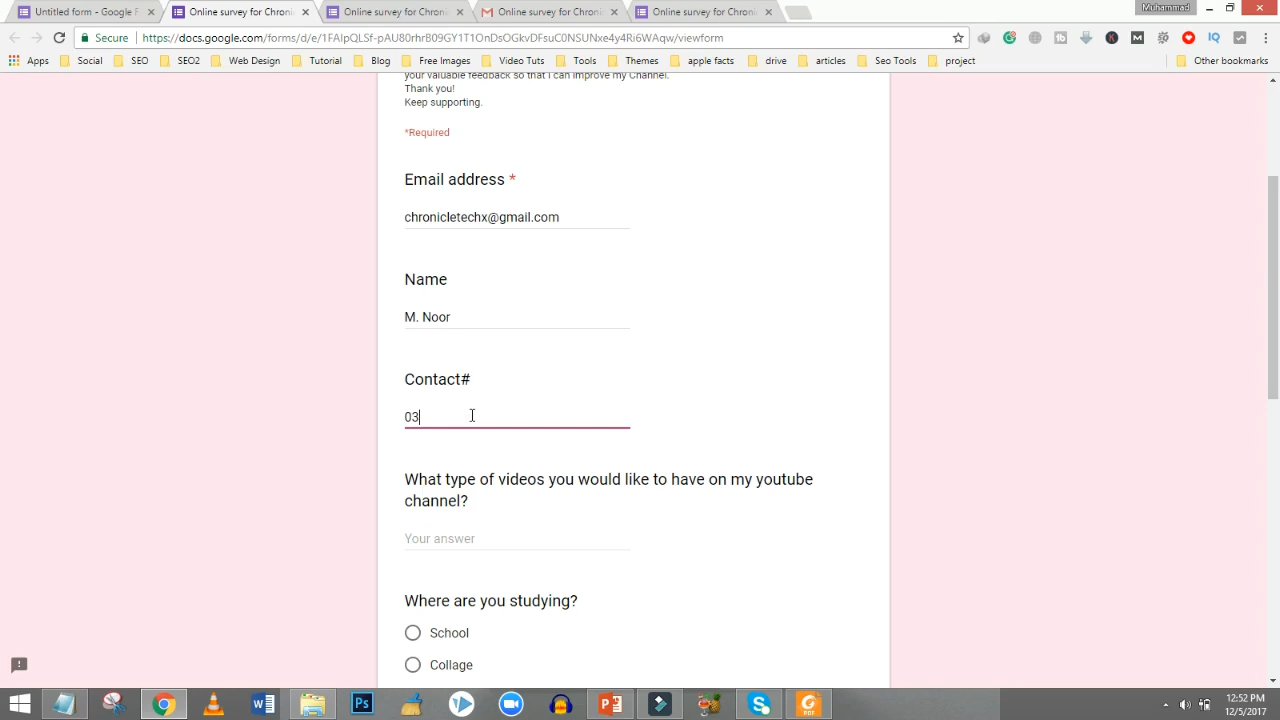 Untitled form - Google F
Online survey for Chroni
Online survey for Chroni
Online survey for Chroni
Online survey for Chroni
Muhammad
Secure
https://docs.google.com/forms/d/e/1FAIpQLSf-pAU80rhrB09GY1T1OnDsOGkvDFsuC0NSUNxe4y4Ri6WAqw/viewform
Apps
Social
SEO
SEO2
Web Design
Tutorial
Blog
Free Images
Video Tuts
Tools
Themes
apple facts
drive
articles
Seo Tools
project
Other bookmarks
your valuable feedback so that I can improve my Channel.
Thank you!
Keep supporting.
*Required
Email address *
chronicletechx@gmail.com
Name
M. Noor
Contact#
03
What type of videos you would like to have on my youtube
channel?
Your answer
Where are you studying?
School
Collage
12:52 PM
12/5/2017